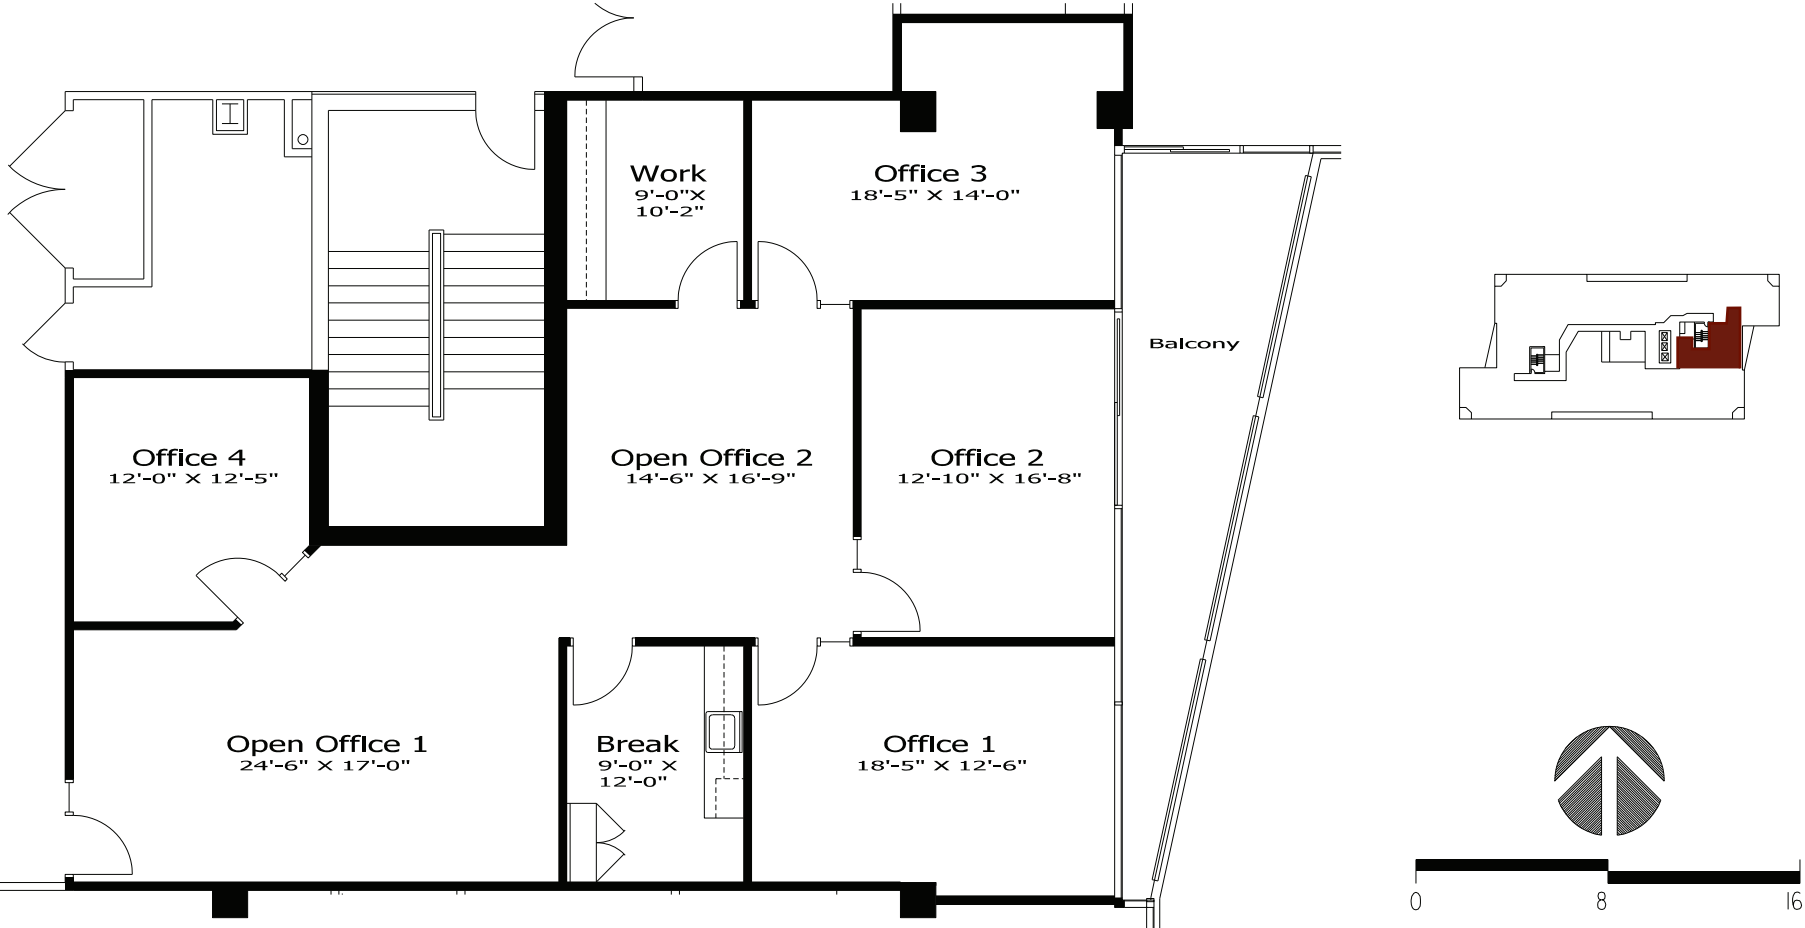 Work
9'-0"X
10'-2"
Office 3
18'-5" X 14'-0"
Balcony
Office 4
12'-0" X 12'-5"
Open Office 2
14'-6" X 16'-9"
Office 2
12'-10" X 16'-8"
Open Office 1
24'-6" X 17'-0"
Break
9'-0" X
12'-0"
Office 1
18'-5" X 12'-6"
0 8 16